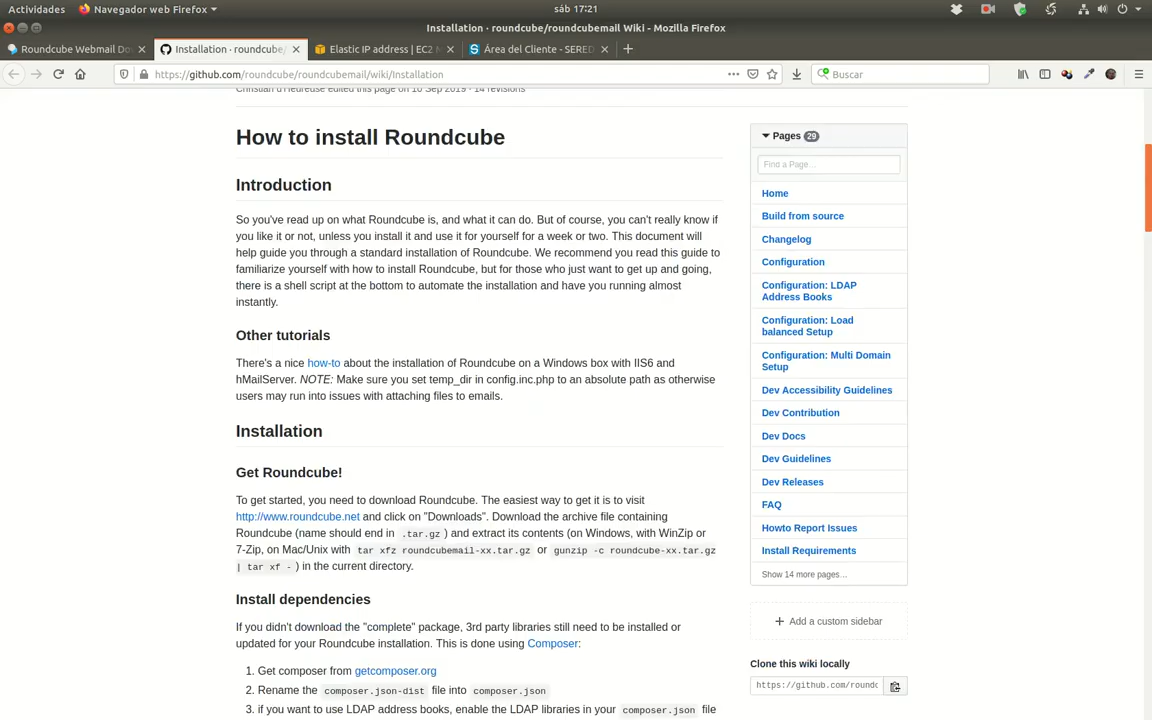 Actividades Navegador web Firefox sáb 17:21
Installation · roundcube/roundcubemail Wiki - Mozilla Firefox
Roundcube Webmail Do Installation · roundcube/ Elastic IP address | EC2 Área del Cliente - SERED
https://github.com/roundcube/roundcubemail/wiki/Installation Buscar
Christian d'Heureuse edited this page on 10 Sep 2019 · 14 revisions
How to install Roundcube
Introduction
So you've read up on what Roundcube is, and what it can do. But of course, you can't really know if
you like it or not, unless you install it and use it for yourself for a week or two. This document will
help guide you through a standard installation of Roundcube. We recommend you read this guide to
familiarize yourself with how to install Roundcube, but for those who just want to get up and going,
there is a shell script at the bottom to automate the installation and have you running almost
instantly.
Other tutorials
There's a nice how-to about the installation of Roundcube on a Windows box with IIS6 and
hMailServer. NOTE: Make sure you set temp_dir in config.inc.php to an absolute path as otherwise
users may run into issues with attaching files to emails.
Installation
Get Roundcube!
To get started, you need to download Roundcube. The easiest way to get it is to visit
http://www.roundcube.net and click on "Downloads". Download the archive file containing
Roundcube (name should end in .tar.gz ) and extract its contents (on Windows, with WinZip or
7-Zip, on Mac/Unix with tar xfz roundcubemail-xx.tar.gz or gunzip -c roundcube-xx.tar.gz
| tar xf - ) in the current directory.
Install dependencies
If you didn't download the "complete" package, 3rd party libraries still need to be installed or
updated for your Roundcube installation. This is done using Composer:
1. Get composer from getcomposer.org
2. Rename the composer.json-dist file into composer.json
3. if you want to use LDAP address books, enable the LDAP libraries in your composer.json file
Pages 29
Find a Page…
Home
Build from source
Changelog
Configuration
Configuration: LDAP
Address Books
Configuration: Load
balanced Setup
Configuration: Multi Domain
Setup
Dev Accessibility Guidelines
Dev Contribution
Dev Docs
Dev Guidelines
Dev Releases
FAQ
Howto Report Issues
Install Requirements
Show 14 more pages…
Add a custom sidebar
Clone this wiki locally
https://github.com/roundc